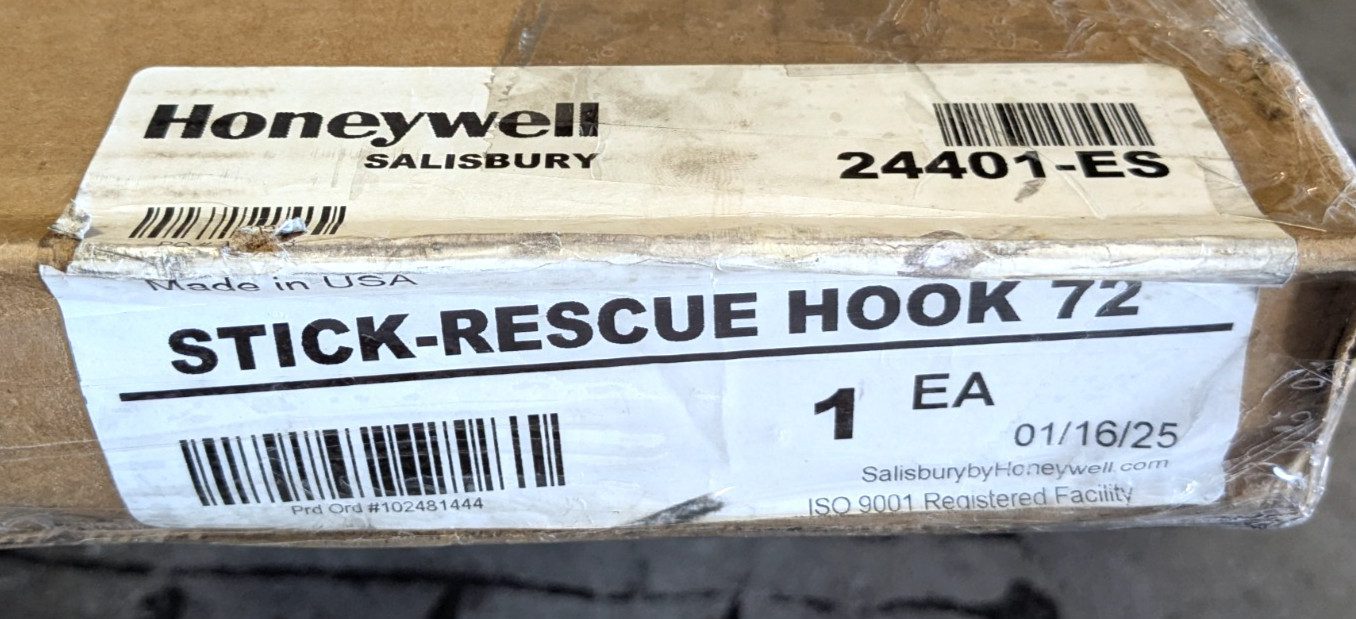 Honeywell
SALISBURY
24401-ES
Made in USA
STICK-RESCUE HOOK 72
1 EA
01/16/25
SalisburybyHoneywell.com
ISO 9001 Registered Facility
Prd Ord #102481444